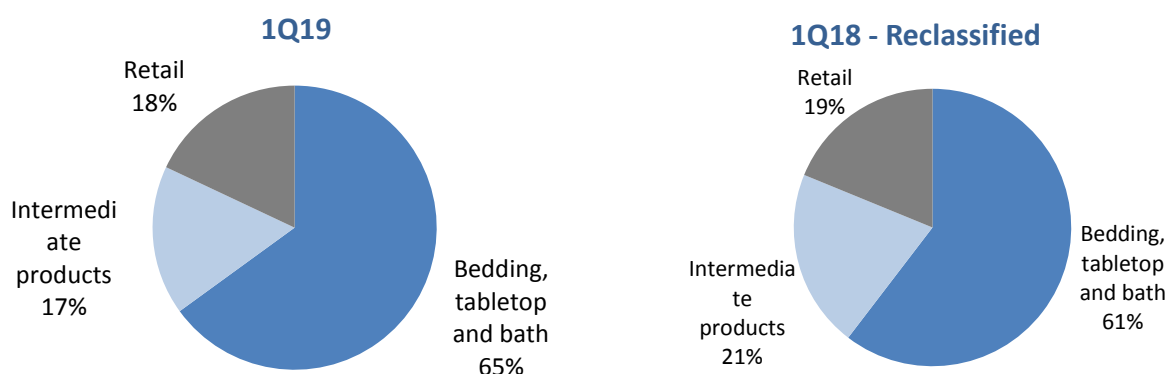 1Q19
Retail
18%
Intermedi
ate
products
17%
Bedding,
tabletop
and bath
65%
1Q18 - Reclassified
Retail
19%
Intermedia
te
products
21%
Bedding,
tabletop
and bath
61%